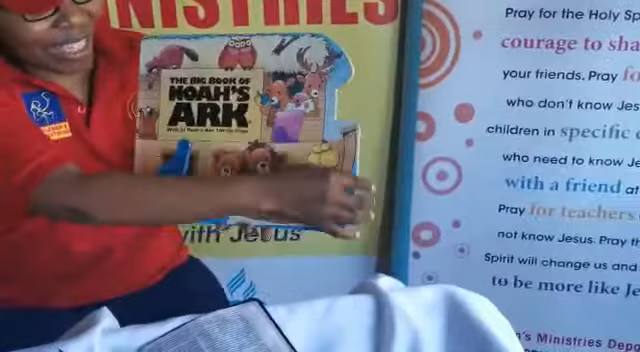 NISTRIES
THE BIG BOOK OF
NOAH'S
ARK
with Jesus
Pray for the Holy Sp
courage to sha
your friends. Pray fo
who don't know Jes
children in specific
who need to know Je
with a friend at
Pray for teachers
not know Jesus. Pray t
Spirit will change us and
to be more like Je
n's Ministries Depa